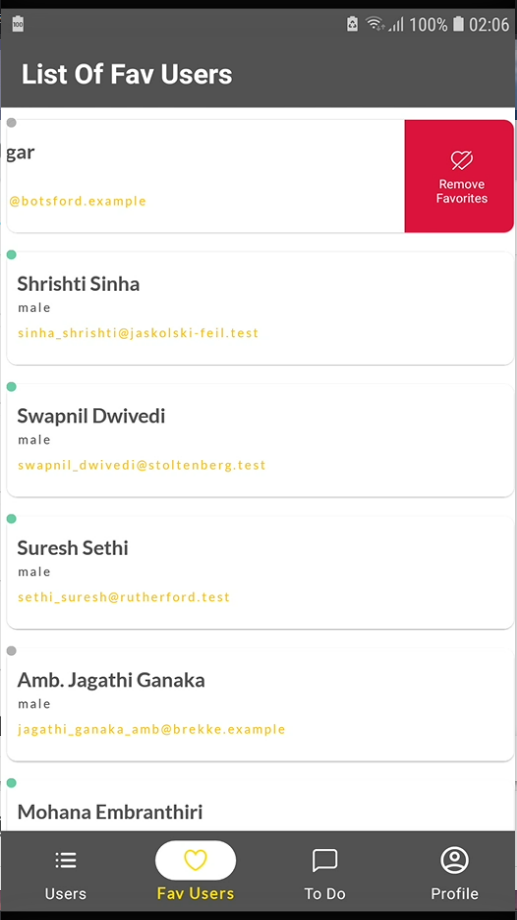 100
100% 02:06
List Of Fav Users
gar
@botsford.example
Remove
Favorites
Shrishti Sinha
male
sinha_shrishti@jaskolski-feil.test
Swapnil Dwivedi
male
swapnil_dwivedi@stoltenberg.test
Suresh Sethi
male
sethi_suresh@rutherford.test
Amb. Jagathi Ganaka
male
jagathi_ganaka_amb@brekke.example
Mohana Embranthiri
Users
Fav Users
To Do
Profile